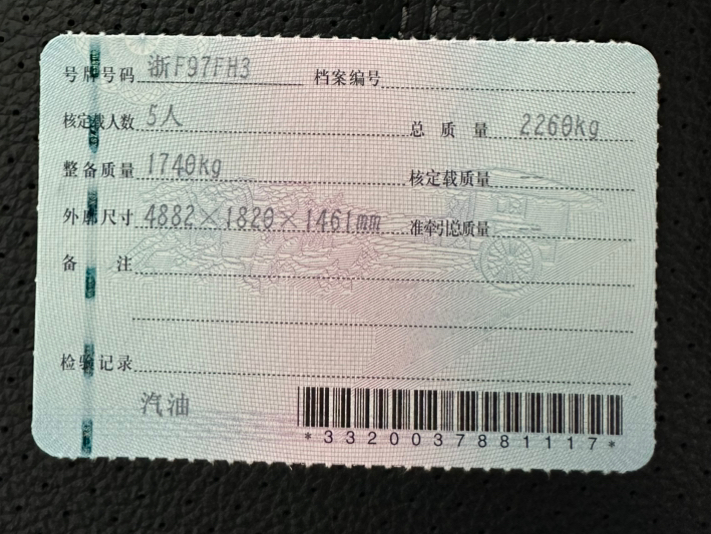 号牌号码 浙F97FH3 档案编号
核定载人数 5人 总质量 2260kg
整备质量 1740kg 核定载质量 --
外廓尺寸 4882×1820×1461mm 准牵引总质量 --
备注
检验记录
汽油
*3320037881117*